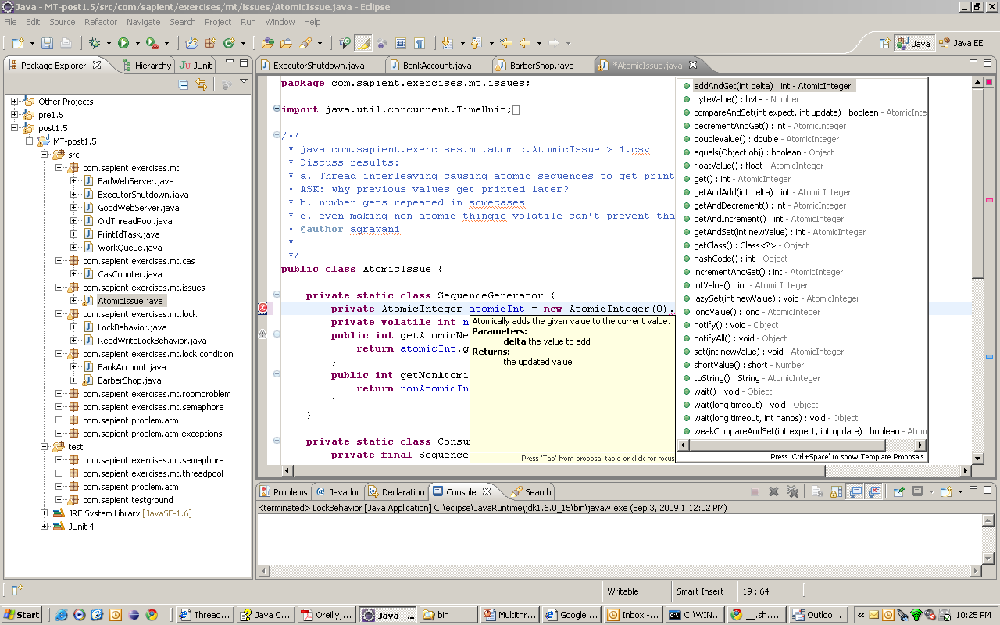 Java - MT-post1.5/src/com/sapient/exercises/mt/issues/AtomicIssue.java - Eclipse
File Edit Source Refactor Navigate Search Project Run Window Help
Java Java EE
Package Explorer Hierarchy JUnit
Other Projects
pre1.5
post1.5
MT-post1.5
src
com.sapient.exercises.mt
BadWebServer.java
ExecutorShutdown.java
GoodWebServer.java
OldThreadPool.java
PrintIdTask.java
WorkQueue.java
com.sapient.exercises.mt.cas
CasCounter.java
com.sapient.exercises.mt.issues
AtomicIssue.java
com.sapient.exercises.mt.lock
LockBehavior.java
ReadWriteLockBehavior.java
com.sapient.exercises.mt.lock.condition
BankAccount.java
BarberShop.java
com.sapient.exercises.mt.roomproblem
com.sapient.exercises.mt.semaphore
com.sapient.problem.atm
com.sapient.problem.atm.exceptions
test
com.sapient.exercises.mt.semaphore
com.sapient.exercises.mt.threadpool
com.sapient.problem.atm
com.sapient.testground
JRE System Library [JavaSE-1.6]
JUnit 4
ExecutorShutdown.java BankAccount.java BarberShop.java *AtomicIssue.java
package com.sapient.exercises.mt.issues;
import java.util.concurrent.TimeUnit;
/**
* java com.sapient.exercises.mt.atomic.AtomicIssue > 1.csv
* Discuss results:
* a. Thread interleaving causing atomic sequences to get print
* ASK: why previous values get printed later?
* b. number gets repeated in somecases
* c. even making non-atomic thingie volatile can't prevent tha
* @author agrawani
*
*/
public class AtomicIssue {
private static class SequenceGenerator {
private AtomicInteger atomicInt = new AtomicInteger(0).
private volatile int n
public int getAtomicNe
return atomicInt.g
}
public int getNonAtomi
return nonAtomicIn
}
}
private static class Consu
private final Sequence
Atomically adds the given value to the current value.
Parameters:
delta the value to add
Returns:
the updated value
Press 'Tab' from proposal table or click for focus
addAndGet(int delta) : int - AtomicInteger
byteValue() : byte - Number
compareAndSet(int expect, int update) : boolean - AtomicInte
decrementAndGet() : int - AtomicInteger
doubleValue() : double - AtomicInteger
equals(Object obj) : boolean - Object
floatValue() : float - AtomicInteger
get() : int - AtomicInteger
getAndAdd(int delta) : int - AtomicInteger
getAndDecrement() : int - AtomicInteger
getAndIncrement() : int - AtomicInteger
getAndSet(int newValue) : int - AtomicInteger
getClass() : Class<?> - Object
hashCode() : int - Object
incrementAndGet() : int - AtomicInteger
intValue() : int - AtomicInteger
lazySet(int newValue) : void - AtomicInteger
longValue() : long - AtomicInteger
notify() : void - Object
notifyAll() : void - Object
set(int newValue) : void - AtomicInteger
shortValue() : short - Number
toString() : String - AtomicInteger
wait() : void - Object
wait(long timeout) : void - Object
wait(long timeout, int nanos) : void - Object
weakCompareAndSet(int expect, int update) : boolean - Atom
Press 'Ctrl+Space' to show Template Proposals
Problems @ Javadoc Declaration Console Search
<terminated> LockBehavior [Java Application] C:\eclipse\JavaRuntime\jdk1.6.0_15\bin\javaw.exe (Sep 3, 2009 1:12:02 PM)
Writable Smart Insert 19 : 64
Start Thread... Java C... Oreilly,... Java - ... bin Multithr... Google ... Inbox -... C:\WIN... __.sh... Outloo... « 10:25 PM